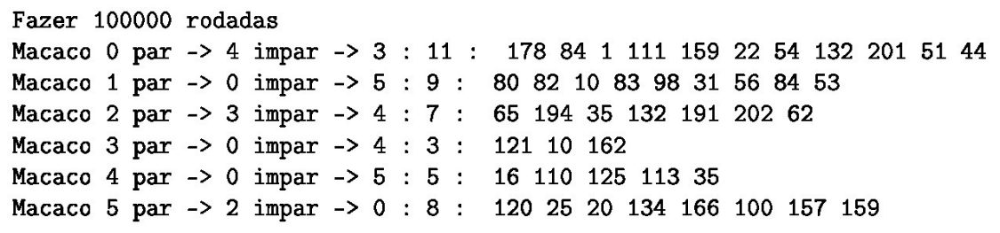 Fazer 100000 rodadas
Macaco 0 par -> 4 impar -> 3 : 11 : 178 84 1 111 159 22 54 132 201 51 44
Macaco 1 par -> 0 impar -> 5 : 9 : 80 82 10 83 98 31 56 84 53
Macaco 2 par -> 3 impar -> 4 : 7 : 65 194 35 132 191 202 62
Macaco 3 par -> 0 impar -> 4 : 3 : 121 10 162
Macaco 4 par -> 0 impar -> 5 : 5 : 16 110 125 113 35
Macaco 5 par -> 2 impar -> 0 : 8 : 120 25 20 134 166 100 157 159